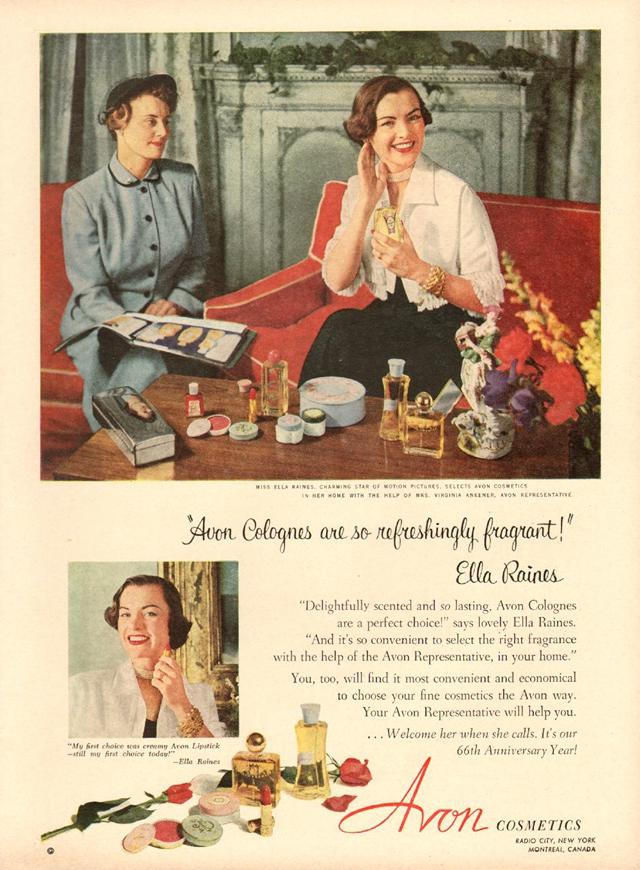 MISS ELLA RAINES, CHARMING STAR OF MOTION PICTURES, SELECTS AVON COSMETICS
IN HER HOME WITH THE HELP OF MRS. VIRGINIA ANKENER, AVON REPRESENTATIVE
"Avon Colognes are so refreshingly fragrant!"
Ella Raines
"Delightfully scented and so lasting, Avon Colognes
are a perfect choice!" says lovely Ella Raines.
"And it's so convenient to select the right fragrance
with the help of the Avon Representative, in your home."
You, too, will find it most convenient and economical
to choose your fine cosmetics the Avon way.
Your Avon Representative will help you.
... Welcome her when she calls. It's our
66th Anniversary Year!
"My first choice was creamy Avon Lipstick
—still my first choice today!"
—Ella Raines
Avon COSMETICS
RADIO CITY, NEW YORK
MONTREAL, CANADA